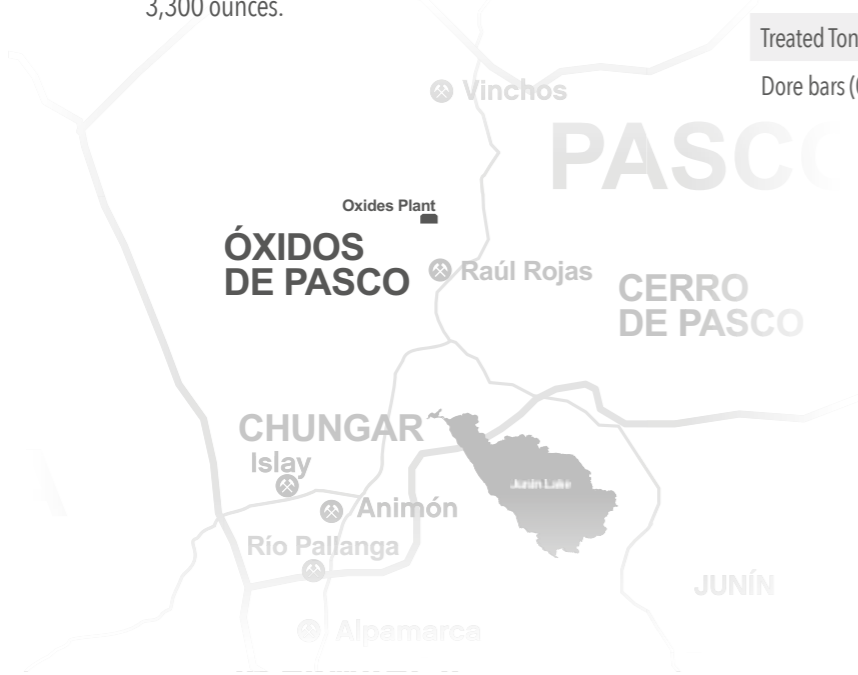 3,300 ounces.
Treated Ton
Dore bars (
Vinchos
PASC
Oxides Plant
ÓXIDOS
DE PASCO
Raúl Rojas
CERRO
DE PASCO
CHUNGAR
Islay
Junín Lake
Animón
Río Pallanga
JUNÍN
Alpamarca